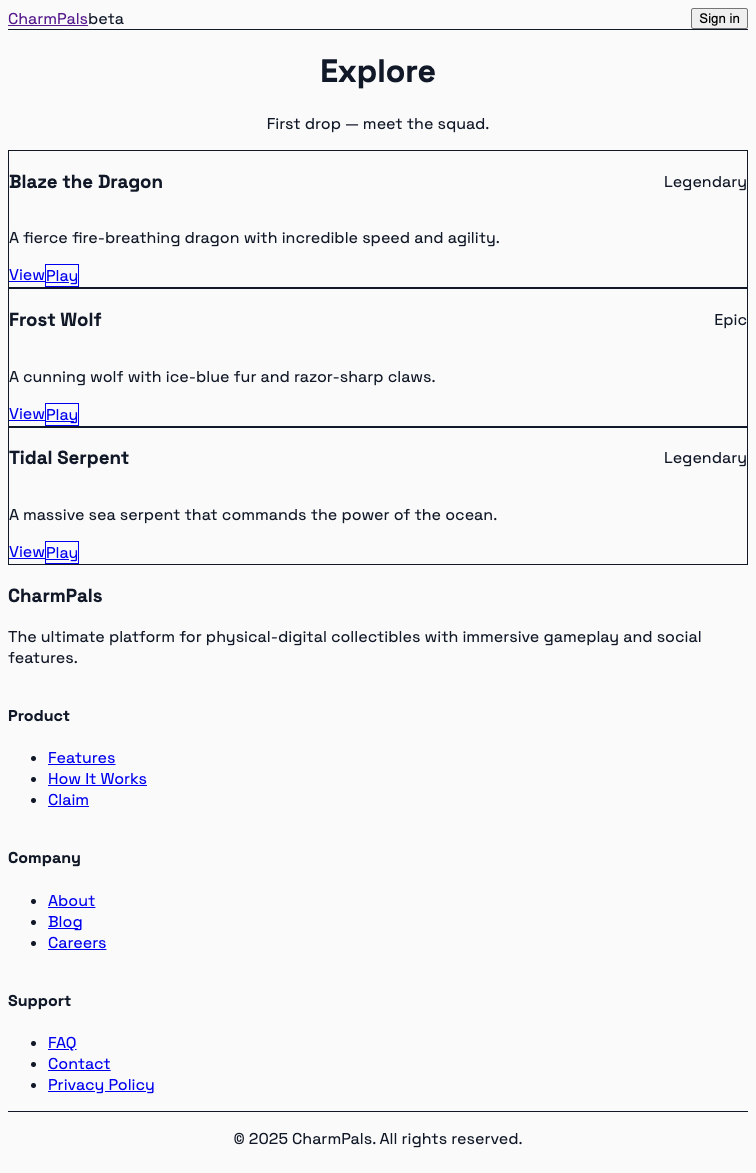 CharmPalsbeta Sign in
Explore
First drop — meet the squad.
Blaze the Dragon Legendary
A fierce fire-breathing dragon with incredible speed and agility.
ViewPlay
Frost Wolf Epic
A cunning wolf with ice-blue fur and razor-sharp claws.
ViewPlay
Tidal Serpent Legendary
A massive sea serpent that commands the power of the ocean.
ViewPlay
CharmPals
The ultimate platform for physical-digital collectibles with immersive gameplay and social
features.
Product
Features
How It Works
Claim
Company
About
Blog
Careers
Support
FAQ
Contact
Privacy Policy
© 2025 CharmPals. All rights reserved.